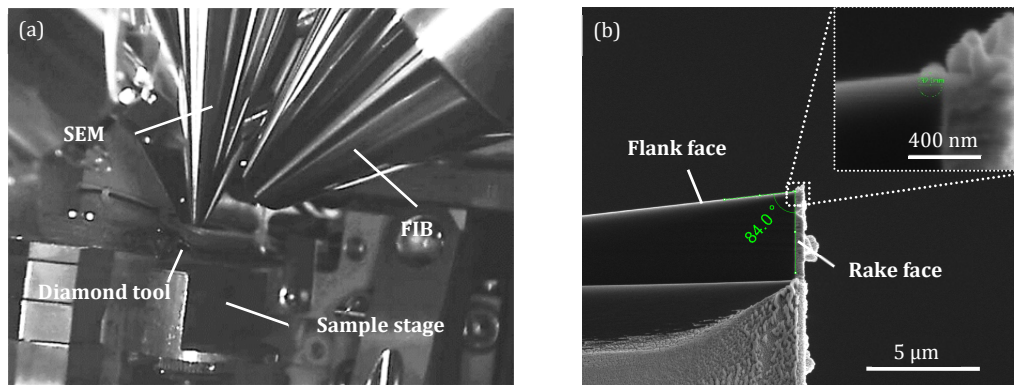 (a)
SEM
FIB
Diamond tool
Sample stage
(b)
400 nm
Flank face
84.0 °
Rake face
5 μm